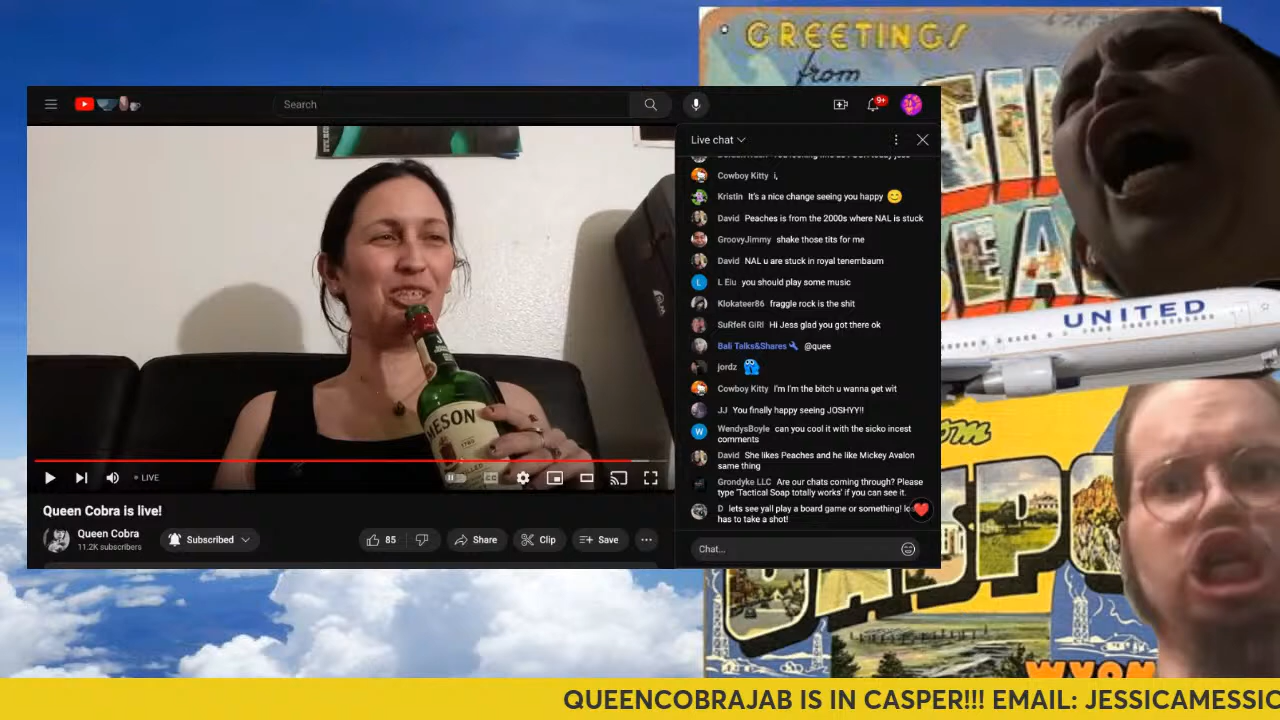 GREETINGS
from
Search
9+
Live chat
Cowboy Kitty i,
Kristin It's a nice change seeing you happy 😊
David Peaches is from the 2000s where NAL is stuck
GroovyJimmy shake those tits for me
David NAL u are stuck in royal tenembaum
L L Eiu you should play some music
Klokateer86 fraggle rock is the shit
SuRfeR GiRl Hi Jess glad you got there ok
UNITED
Bali Talks&Shares @quee
jordz
Cowboy Kitty I'm I'm the bitch u wanna get wit
JJ You finally happy seeing JOSHYY!!
W WendysBoyle can you cool it with the sicko incest
comments
David She likes Peaches and he like Mickey Avalon
same thing
Grondyke LLC Are our chats coming through? Please
type 'Tactical Soap totally works' if you can see it.
D lets see yall play a board game or something!
has to take a shot!
Chat...
MESON
LIVE
CC
Queen Cobra is live!
Queen Cobra
11.2K subscribers
Subscribed
85
Share
Clip
Save
WYOM
QUEENCOBRAJAB IS IN CASPER!!! EMAIL: JESSICAMESSIC